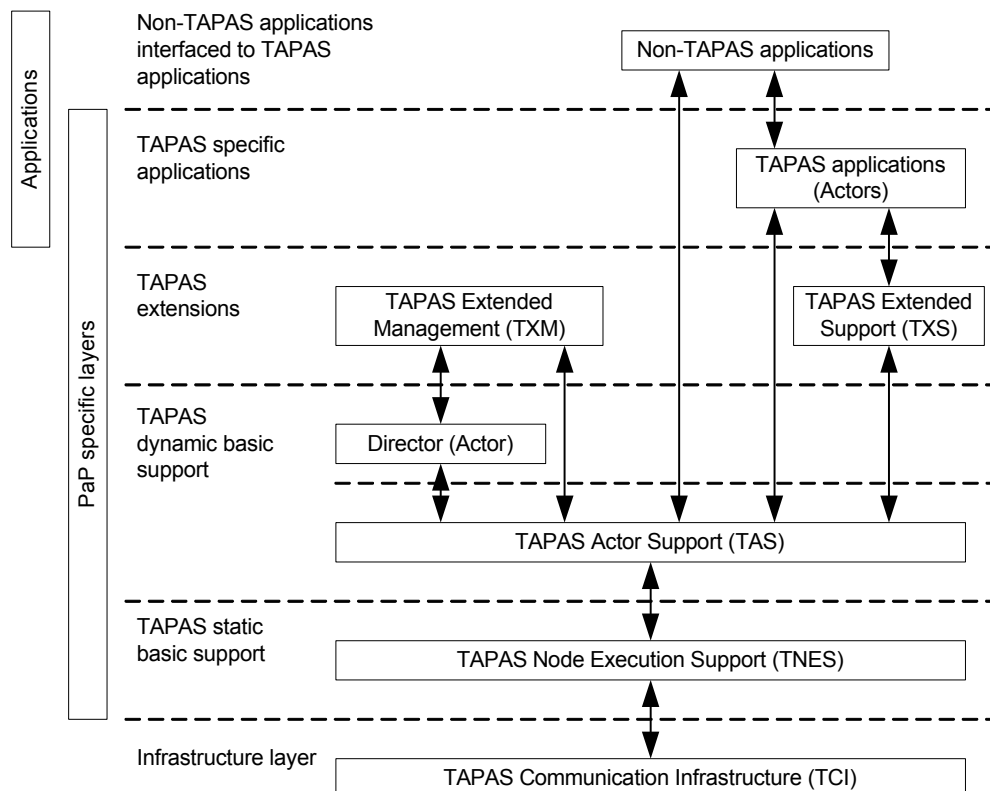 Applications
PaP specific layers
Non-TAPAS applications
interfaced to TAPAS
applications
Non-TAPAS applications
TAPAS specific
applications
TAPAS applications
(Actors)
TAPAS
extensions
TAPAS Extended
Management (TXM)
TAPAS Extended
Support (TXS)
TAPAS
dynamic basic
support
Director (Actor)
TAPAS Actor Support (TAS)
TAPAS static
basic support
TAPAS Node Execution Support (TNES)
Infrastructure layer
TAPAS Communication Infrastructure (TCI)